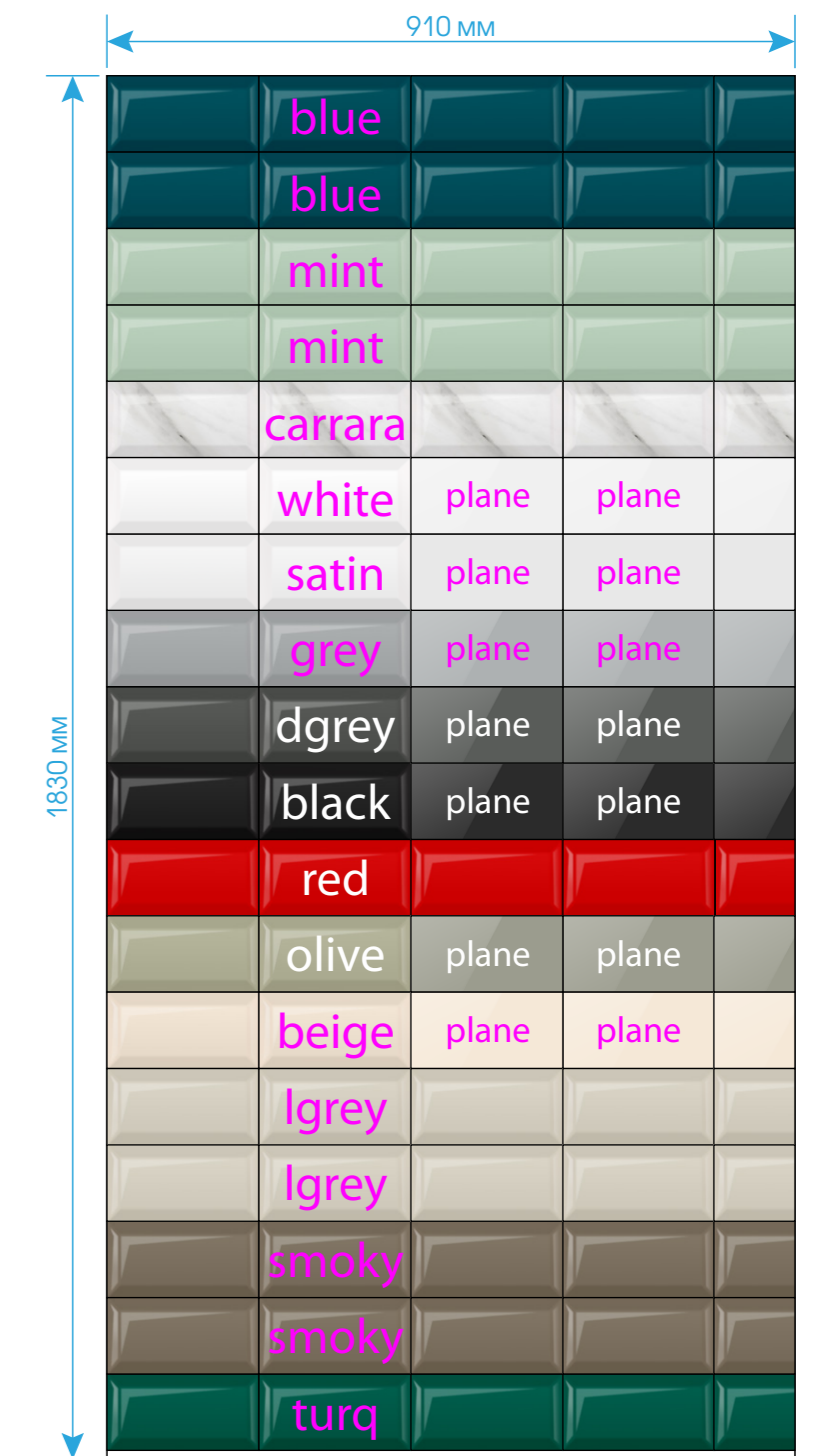 910 мм
1830 мм
blue
blue
mint
mint
carrara
white plane plane
satin plane plane
grey plane plane
dgrey plane plane
black plane plane
red
olive plane plane
beige plane plane
lgrey
lgrey
smoky
smoky
turq